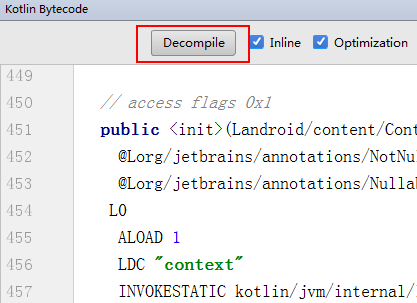 Kotlin Bytecode
Decompile Inline Optimization
449
450 // access flags 0x1
451 public <init>(Landroid/content/Cont
452 @Lorg/jetbrains/annotations/NotNul
453 @Lorg/jetbrains/annotations/Nullab
454 L0
455 ALOAD 1
456 LDC "context"
457 INVOKESTATIC kotlin/jvm/internal/